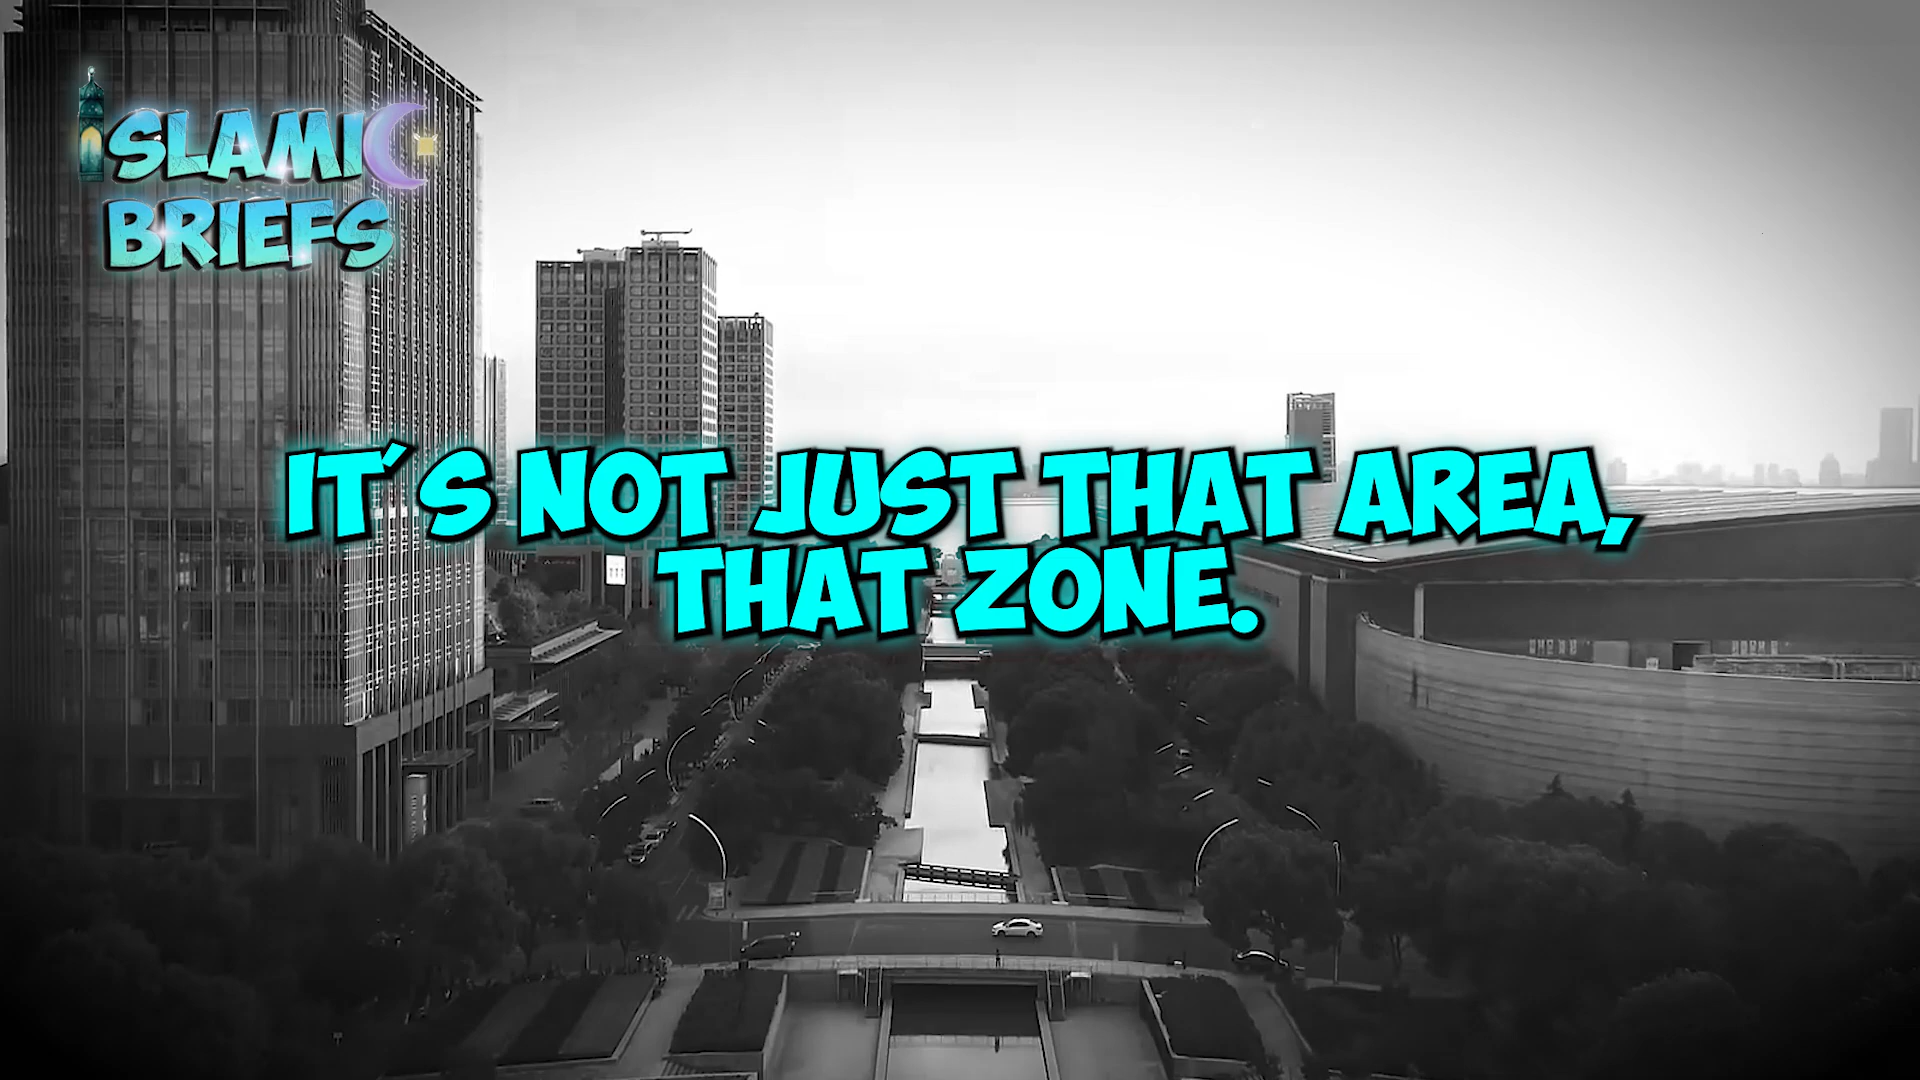 ISLAMIC
BRIEFS
IT'S NOT JUST THAT AREA,
THAT ZONE.